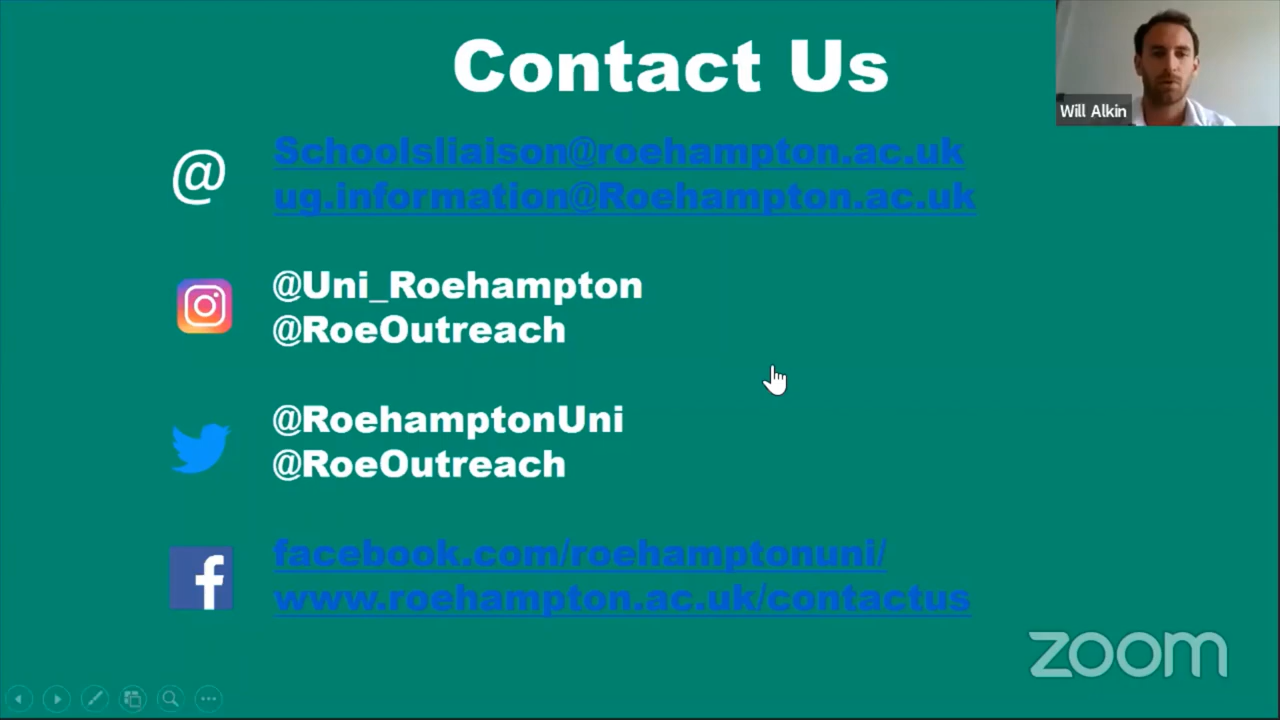 Contact Us
Will Alkin
@
Schoolsliaison@roehampton.ac.uk
ug.information@Roehampton.ac.uk
@Uni_Roehampton
@RoeOutreach
@RoehamptonUni
@RoeOutreach
f
facebook.com/roehamptonuni/
www.roehampton.ac.uk/contactus
zoom